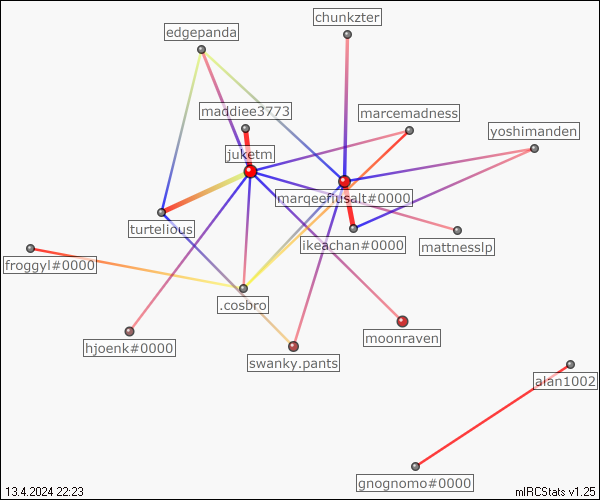 chunkzter
edgepanda
maddiee3773
marcemadness
yoshimanden
juketm
marqeefiusalt#0000
turtelious
ikeachan#0000
mattnesslp
froggyl#0000
.cosbro
moonraven
hjoenk#0000
swanky.pants
alan1002
gnognomo#0000
13.4.2024 22:23
mIRCStats v1.25